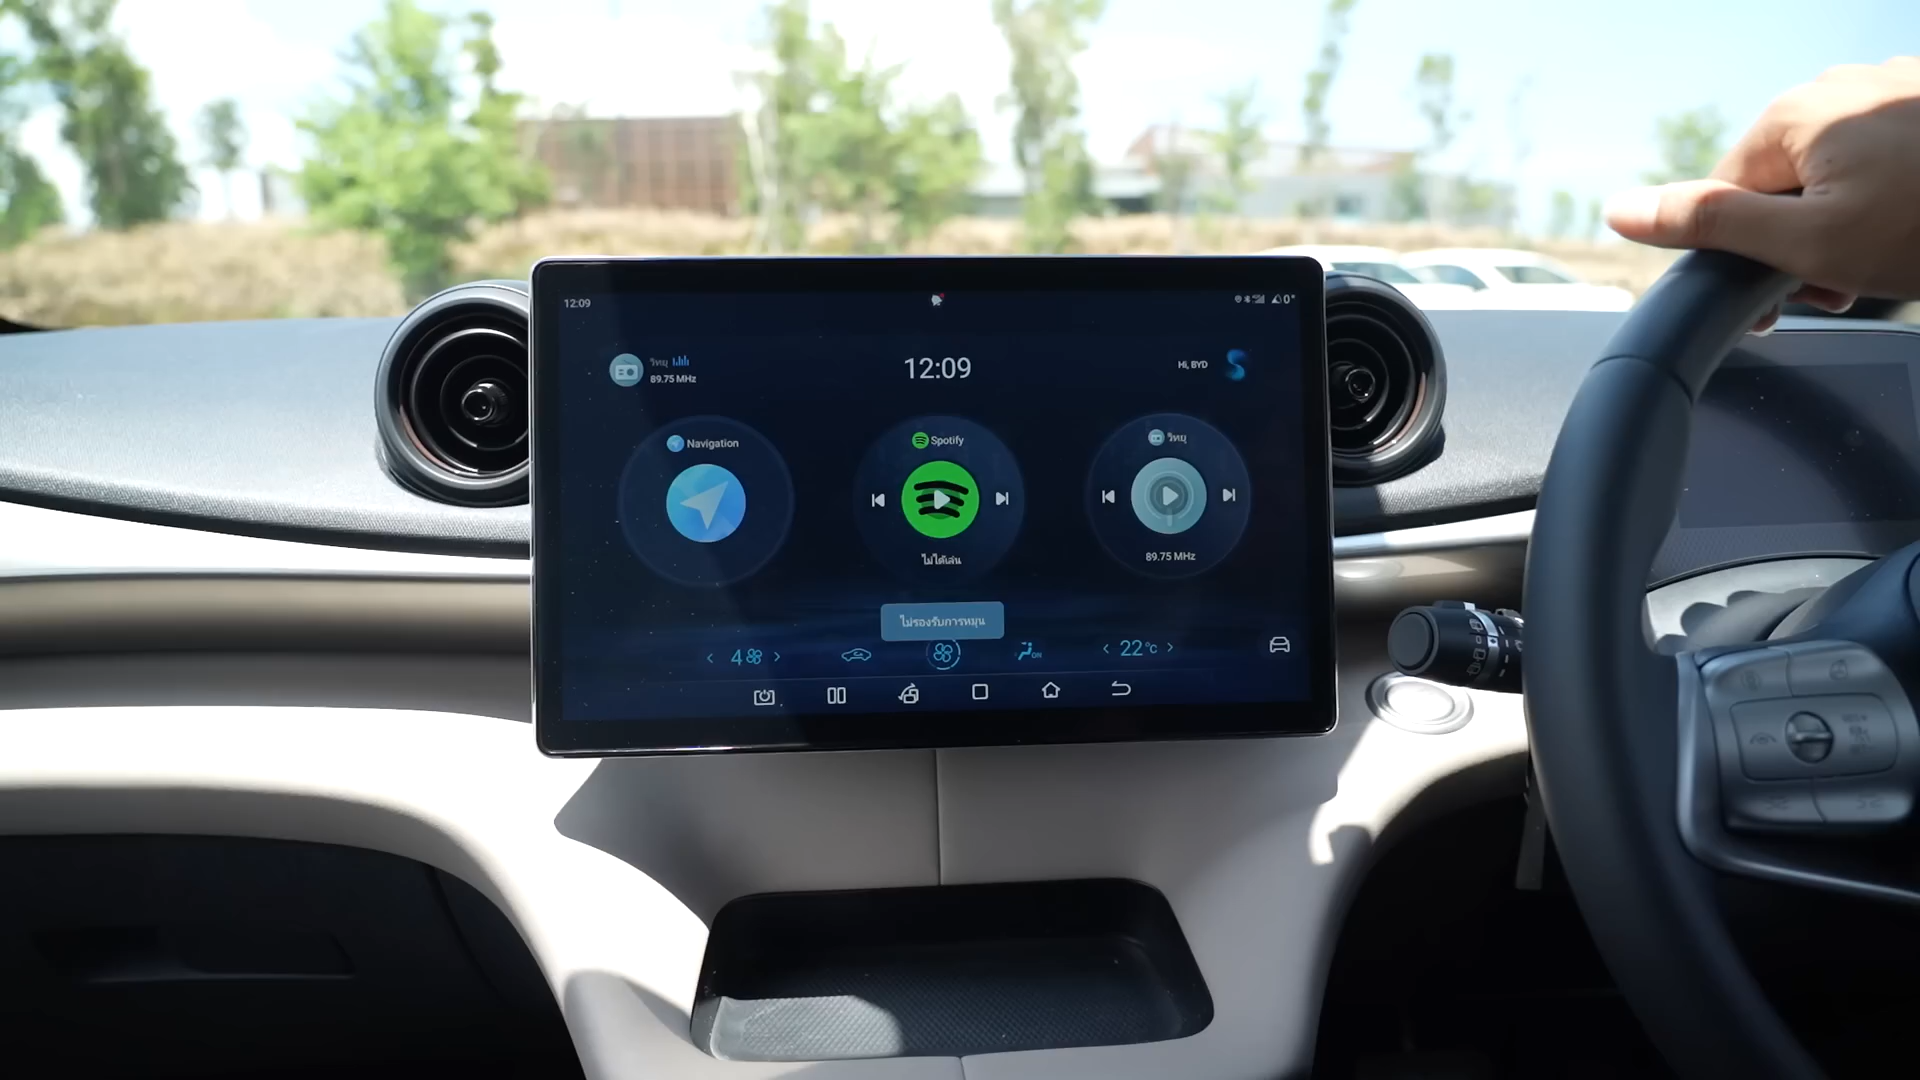 12:09
0°
วิทยุ
89.75 MHz
12:09
Hi, BYD
Navigation
Spotify
วิทยุ
ไม่ได้เล่น
89.75 MHz
ไม่รองรับการหมุน
4
ON
22°C